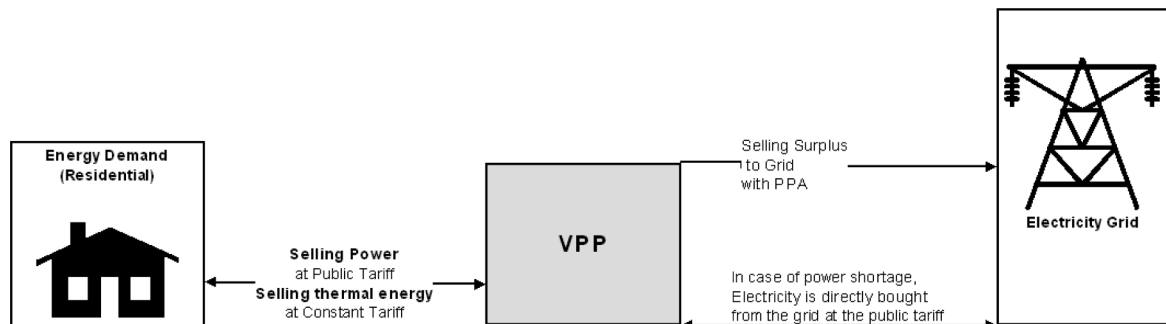 Energy Demand
(Residential)
Selling Power
at Public Tariff
Selling thermal energy
at Constant Tariff
VPP
Selling Surplus
to Grid
with PPA
In case of power shortage,
Electricity is directly bought
from the grid at the public tariff
Electricity Grid